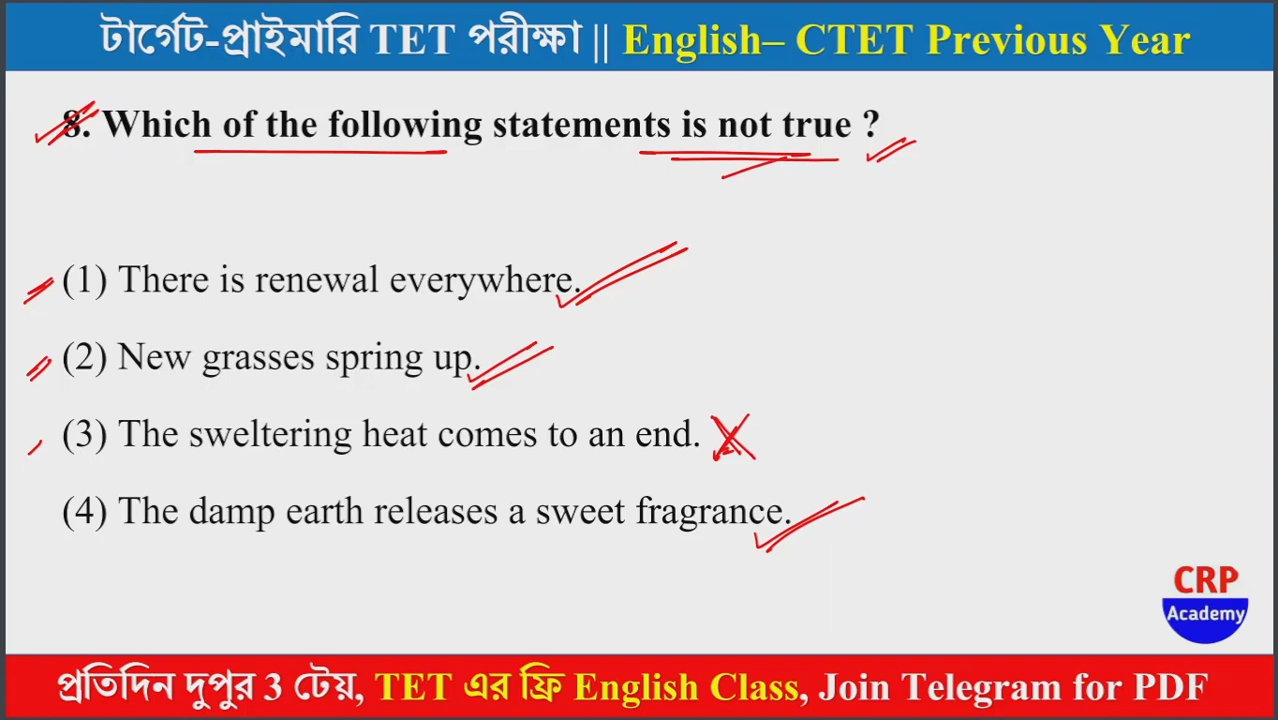 টার্গেট-প্রাইমারি TET পরীক্ষা || English– CTET Previous Year
8. Which of the following statements is not true ?
(1) There is renewal everywhere.
(2) New grasses spring up.
(3) The sweltering heat comes to an end.
(4) The damp earth releases a sweet fragrance.
CRP
Academy
প্রতিদিন দুপুর 3 টেয়, TET এর ফ্রি English Class, Join Telegram for PDF